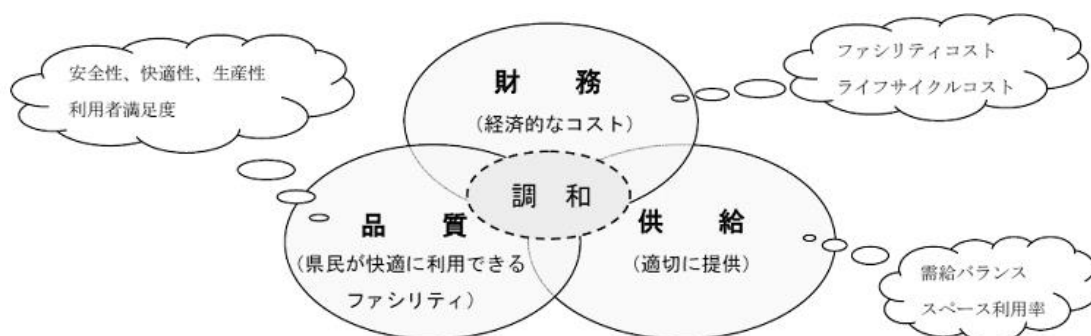 安全性、快適性、生産性
利用者満足度
財　務
（経済的なコスト）
ファシリティコスト
ライフサイクルコスト
調　和
品　質
（県民が快適に利用できる
ファシリティ）
供　給
（適切に提供）
需給バランス
スペース利用率